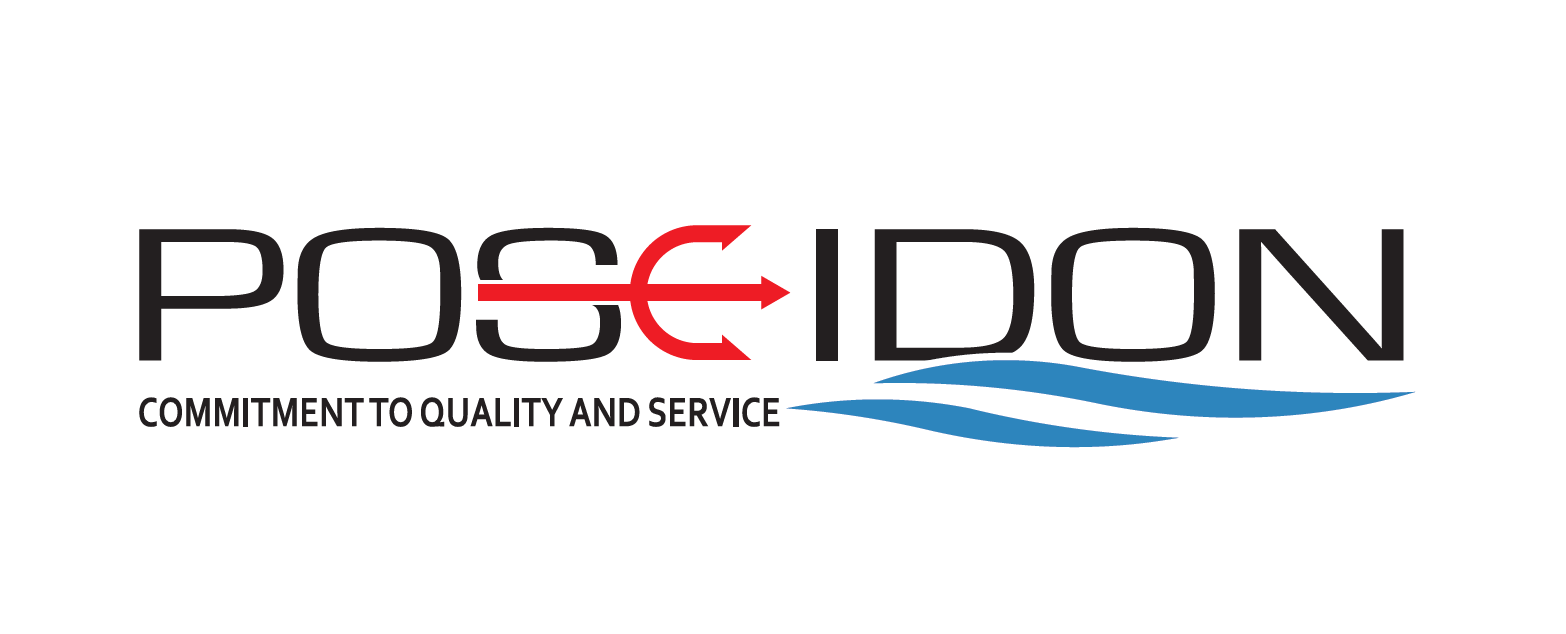 POSEIDON
COMMITMENT TO QUALITY AND SERVICE